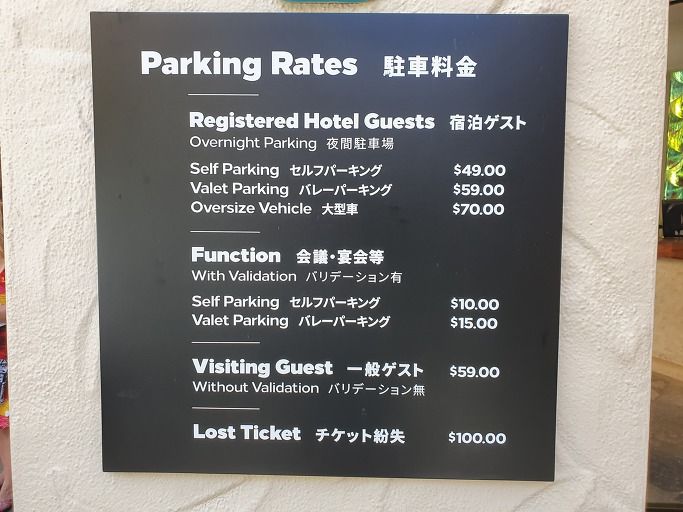 Parking Rates 駐車料金
Registered Hotel Guests 宿泊ゲスト
Overnight Parking 夜間駐車場
Self Parking セルフパーキング $49.00
Valet Parking バレーパーキング $59.00
Oversize Vehicle 大型車 $70.00
Function 会議・宴会等
With Validation バリデーション有
Self Parking セルフパーキング $10.00
Valet Parking バレーパーキング $15.00
Visiting Guest 一般ゲスト $59.00
Without Validation バリデーション無
Lost Ticket チケット紛失 $100.00